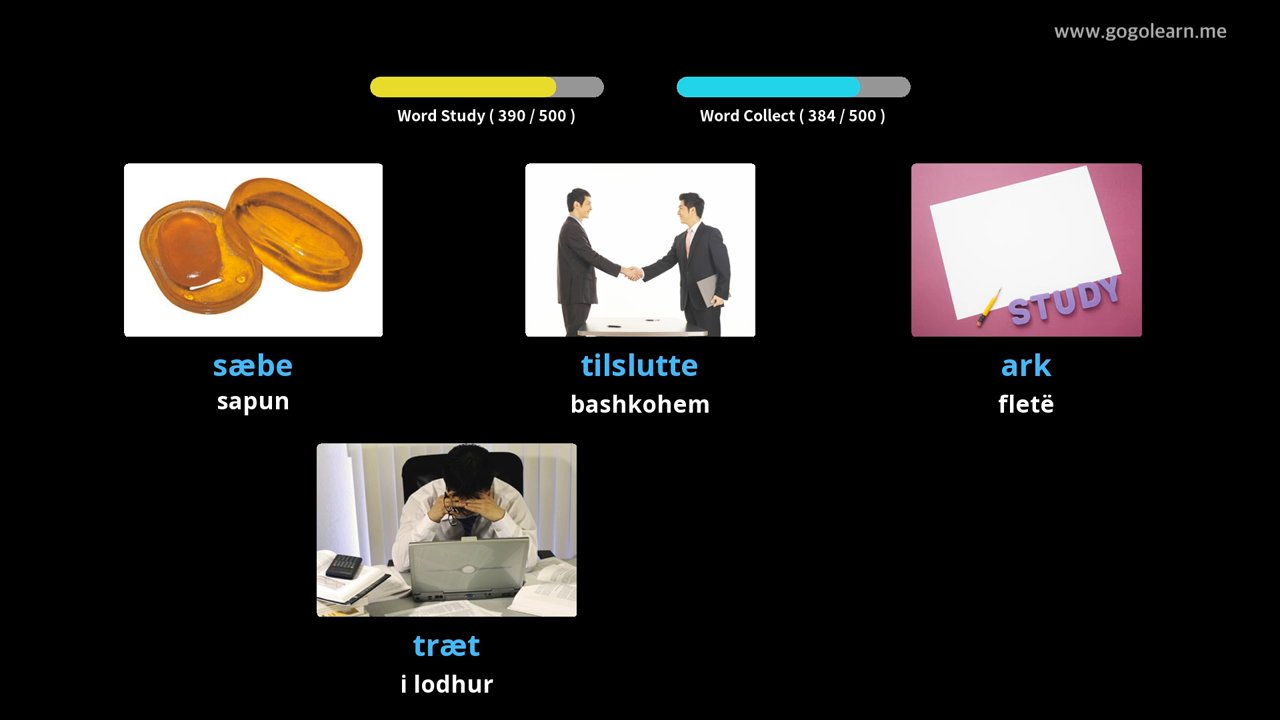 www.gogolearn.me
Word Study ( 390 / 500 )
Word Collect ( 384 / 500 )
STUDY
sæbe
sapun
tilslutte
bashkohem
ark
fletë
træt
i lodhur